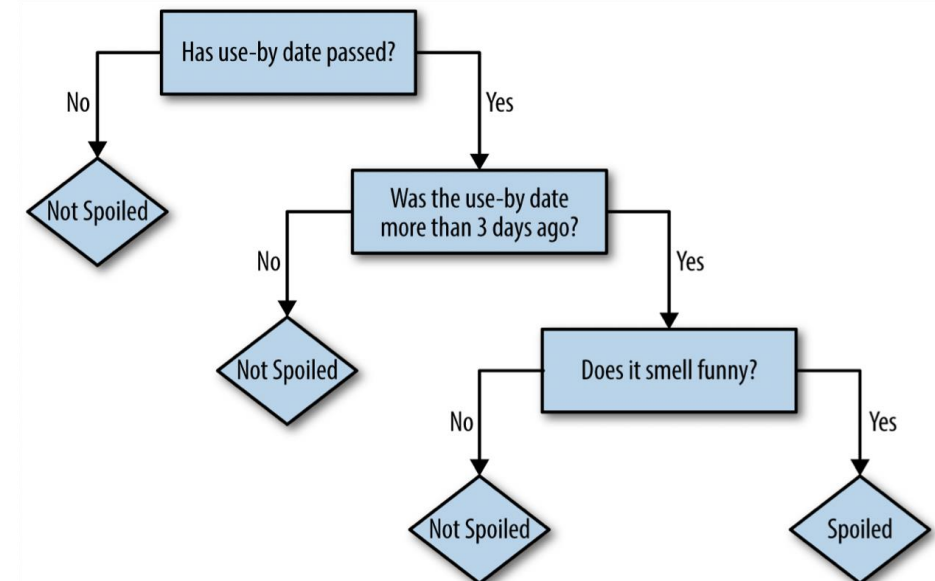 Has use-by date passed?
No
Yes
Not Spoiled
Was the use-by date
more than 3 days ago?
No
Yes
Not Spoiled
Does it smell funny?
No
Yes
Not Spoiled
Spoiled